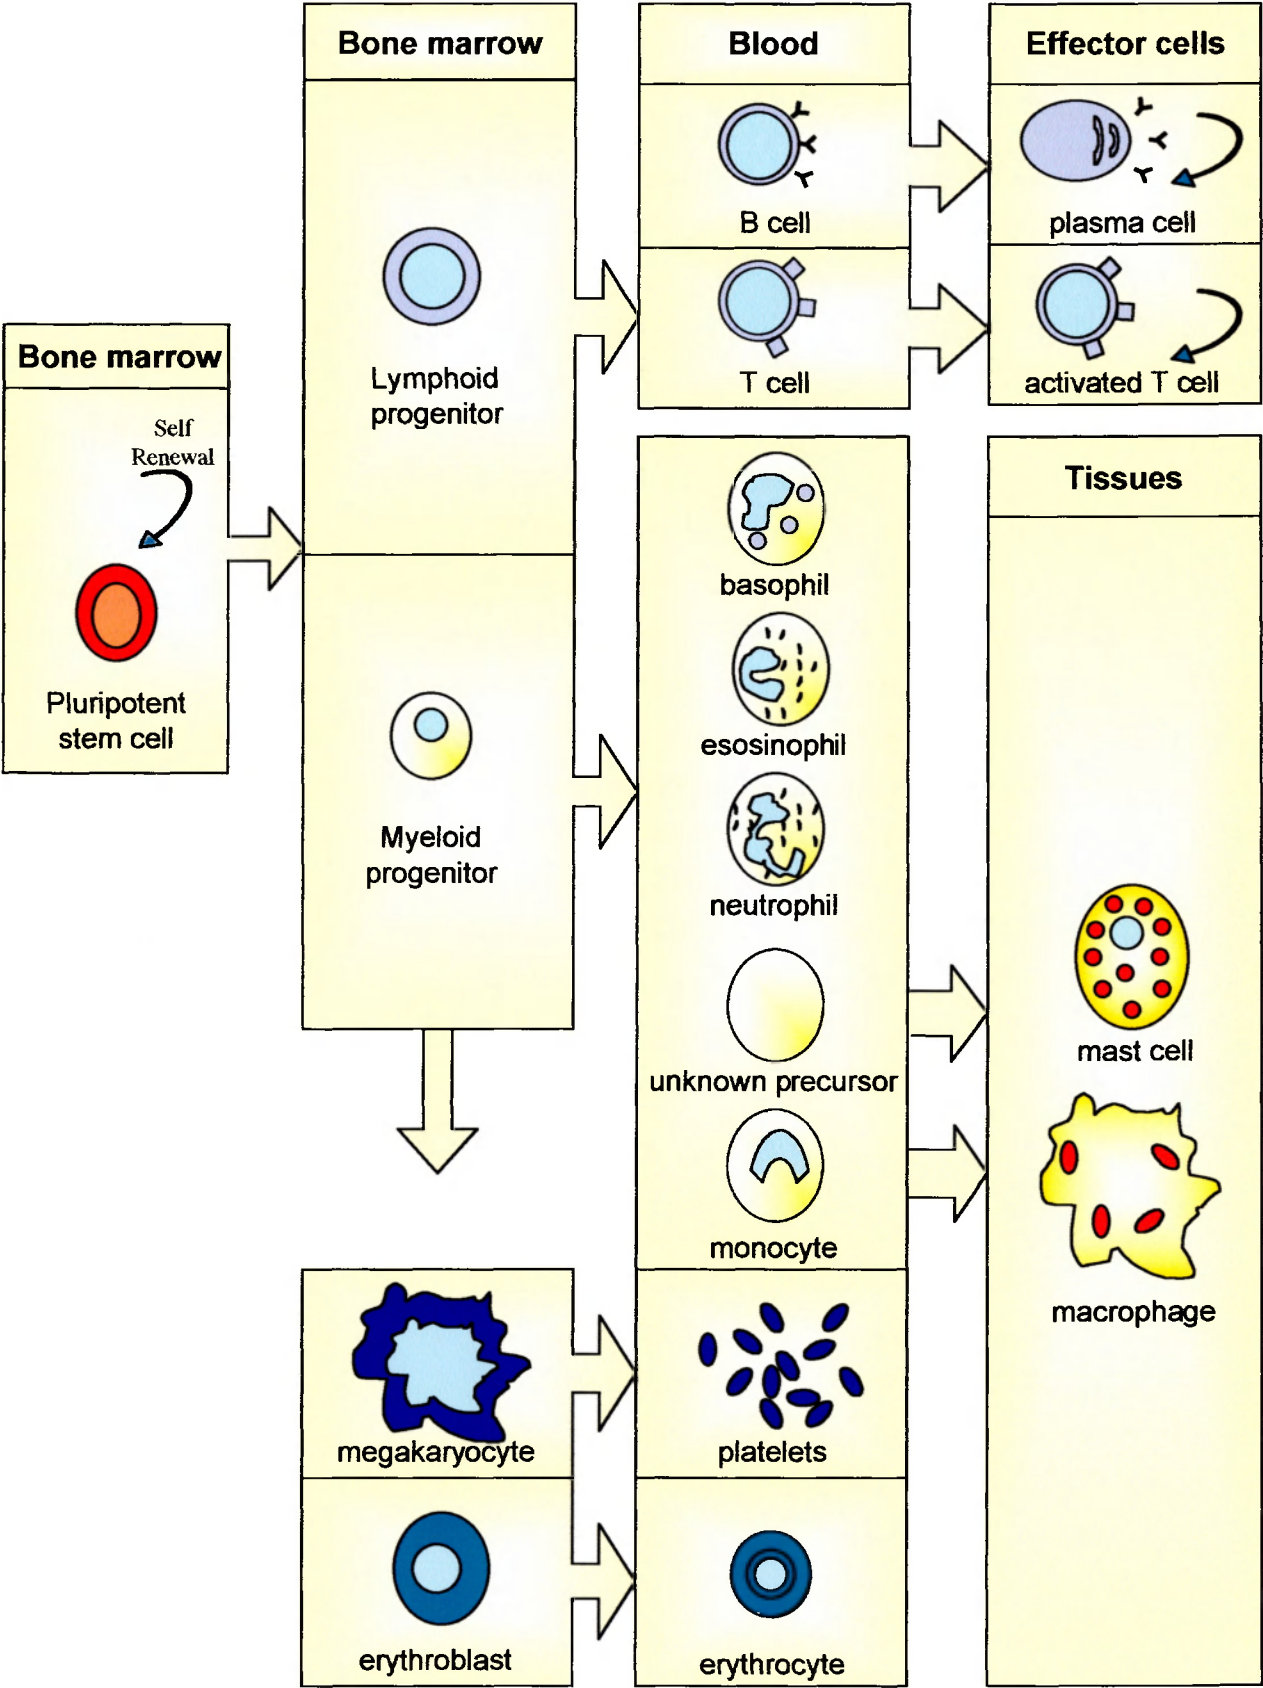 Bone marrow
Self
Renewal
Pluripotent
stem cell
Bone marrow
Lymphoid
progenitor
Myeloid
progenitor
megakaryocyte
erythroblast
Blood
B cell
T cell
basophil
esosinophil
neutrophil
unknown precursor
monocyte
platelets
erythrocyte
Effector cells
plasma cell
activated T cell
Tissues
mast cell
macrophage